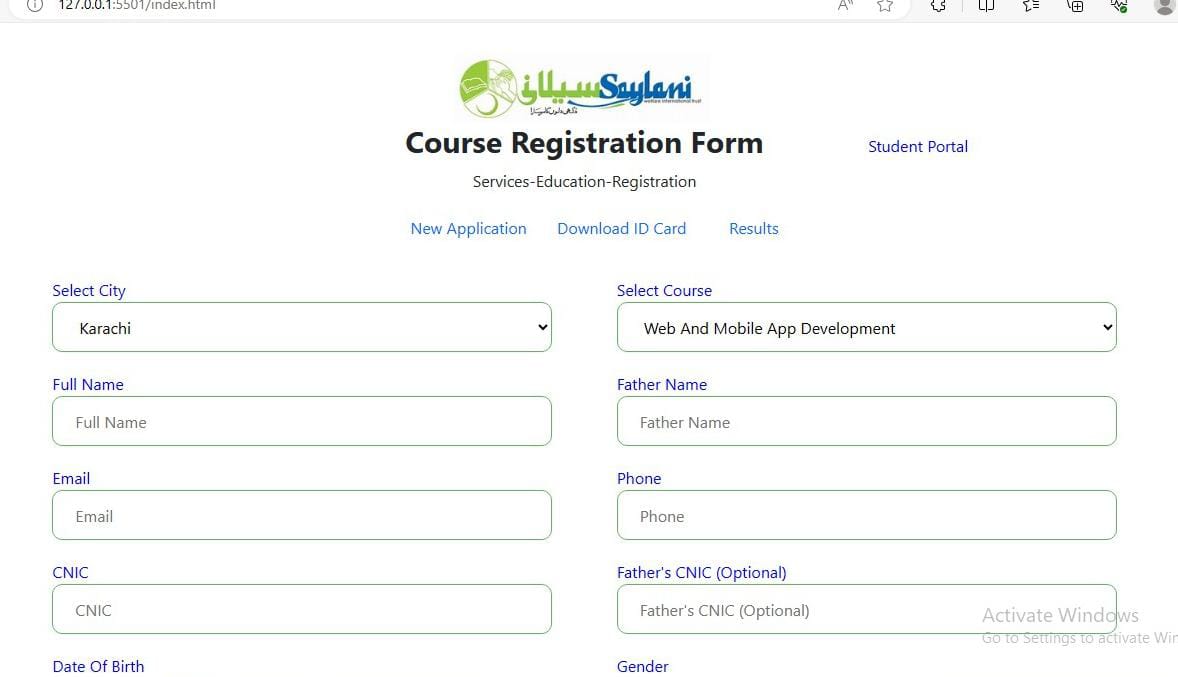 127.0.0.1:5501/index.html
سیلانی Saylani
welfare international trust
Course Registration Form
Student Portal
Services-Education-Registration
New Application Download ID Card Results
Select City Select Course
Karachi Web And Mobile App Development
Full Name Father Name
Full Name Father Name
Email Phone
Email Phone
CNIC Father's CNIC (Optional)
CNIC Father's CNIC (Optional)
Activate Windows
Go to Settings to activate Win
Date Of Birth Gender